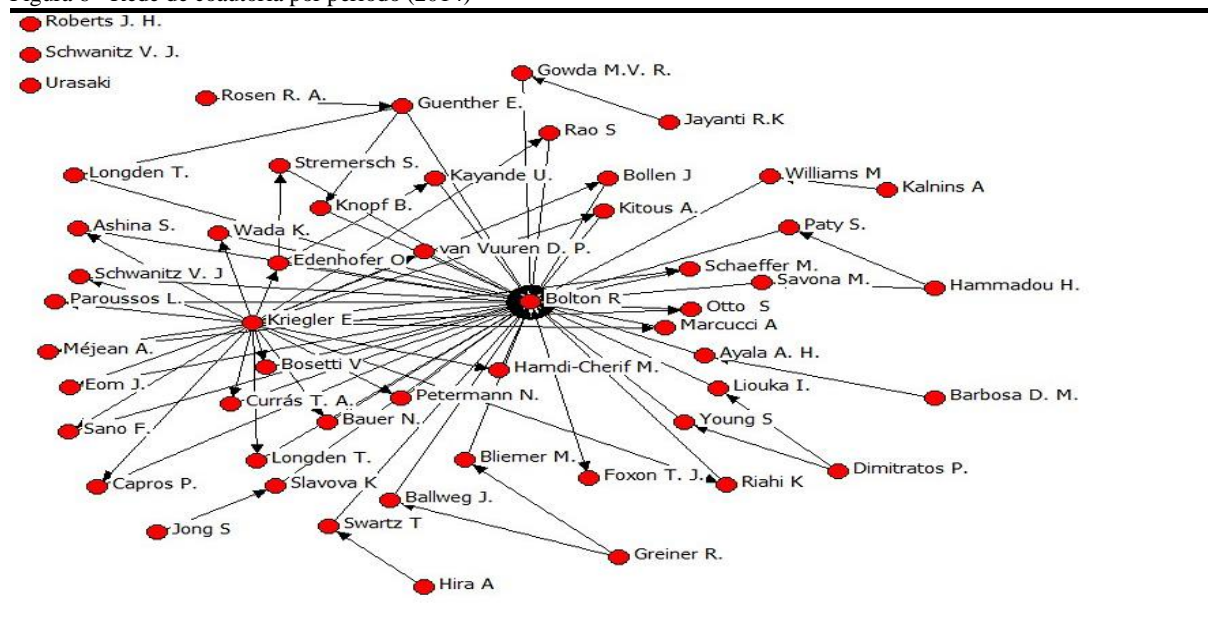 Roberts J. H.
Schwanitz V. J.
Urasaki
Gowda M.V. R.
Rosen R. A.
Guenther E.
Jayanti R.K
Rao S
Longden T.
Stremersch S.
Kayande U.
Bollen J
Williams M
Kalnins A
Knopf B.
Kitous A.
Ashina S.
Wada K.
Paty S.
van Vuuren D. P.
Edenhofer O
Schaeffer M.
Schwanitz V. J
Savona M.
Hammadou H.
Paroussos L.
Bolton R
Otto S
Kriegler E
Marcucci A
Méjean A.
Ayala A. H.
Bosetti V
Hamdi-Cherif M.
Eom J.
Liouka I.
Currás T. A.
Petermann N.
Barbosa D. M.
Sano F.
Bauer N.
Young S
Longden T.
Bliemer M.
Dimitratos P.
Capros P.
Slavova K
Foxon T. J.
Riahi K
Ballweg J.
Jong S
Swartz T
Greiner R.
Hira A